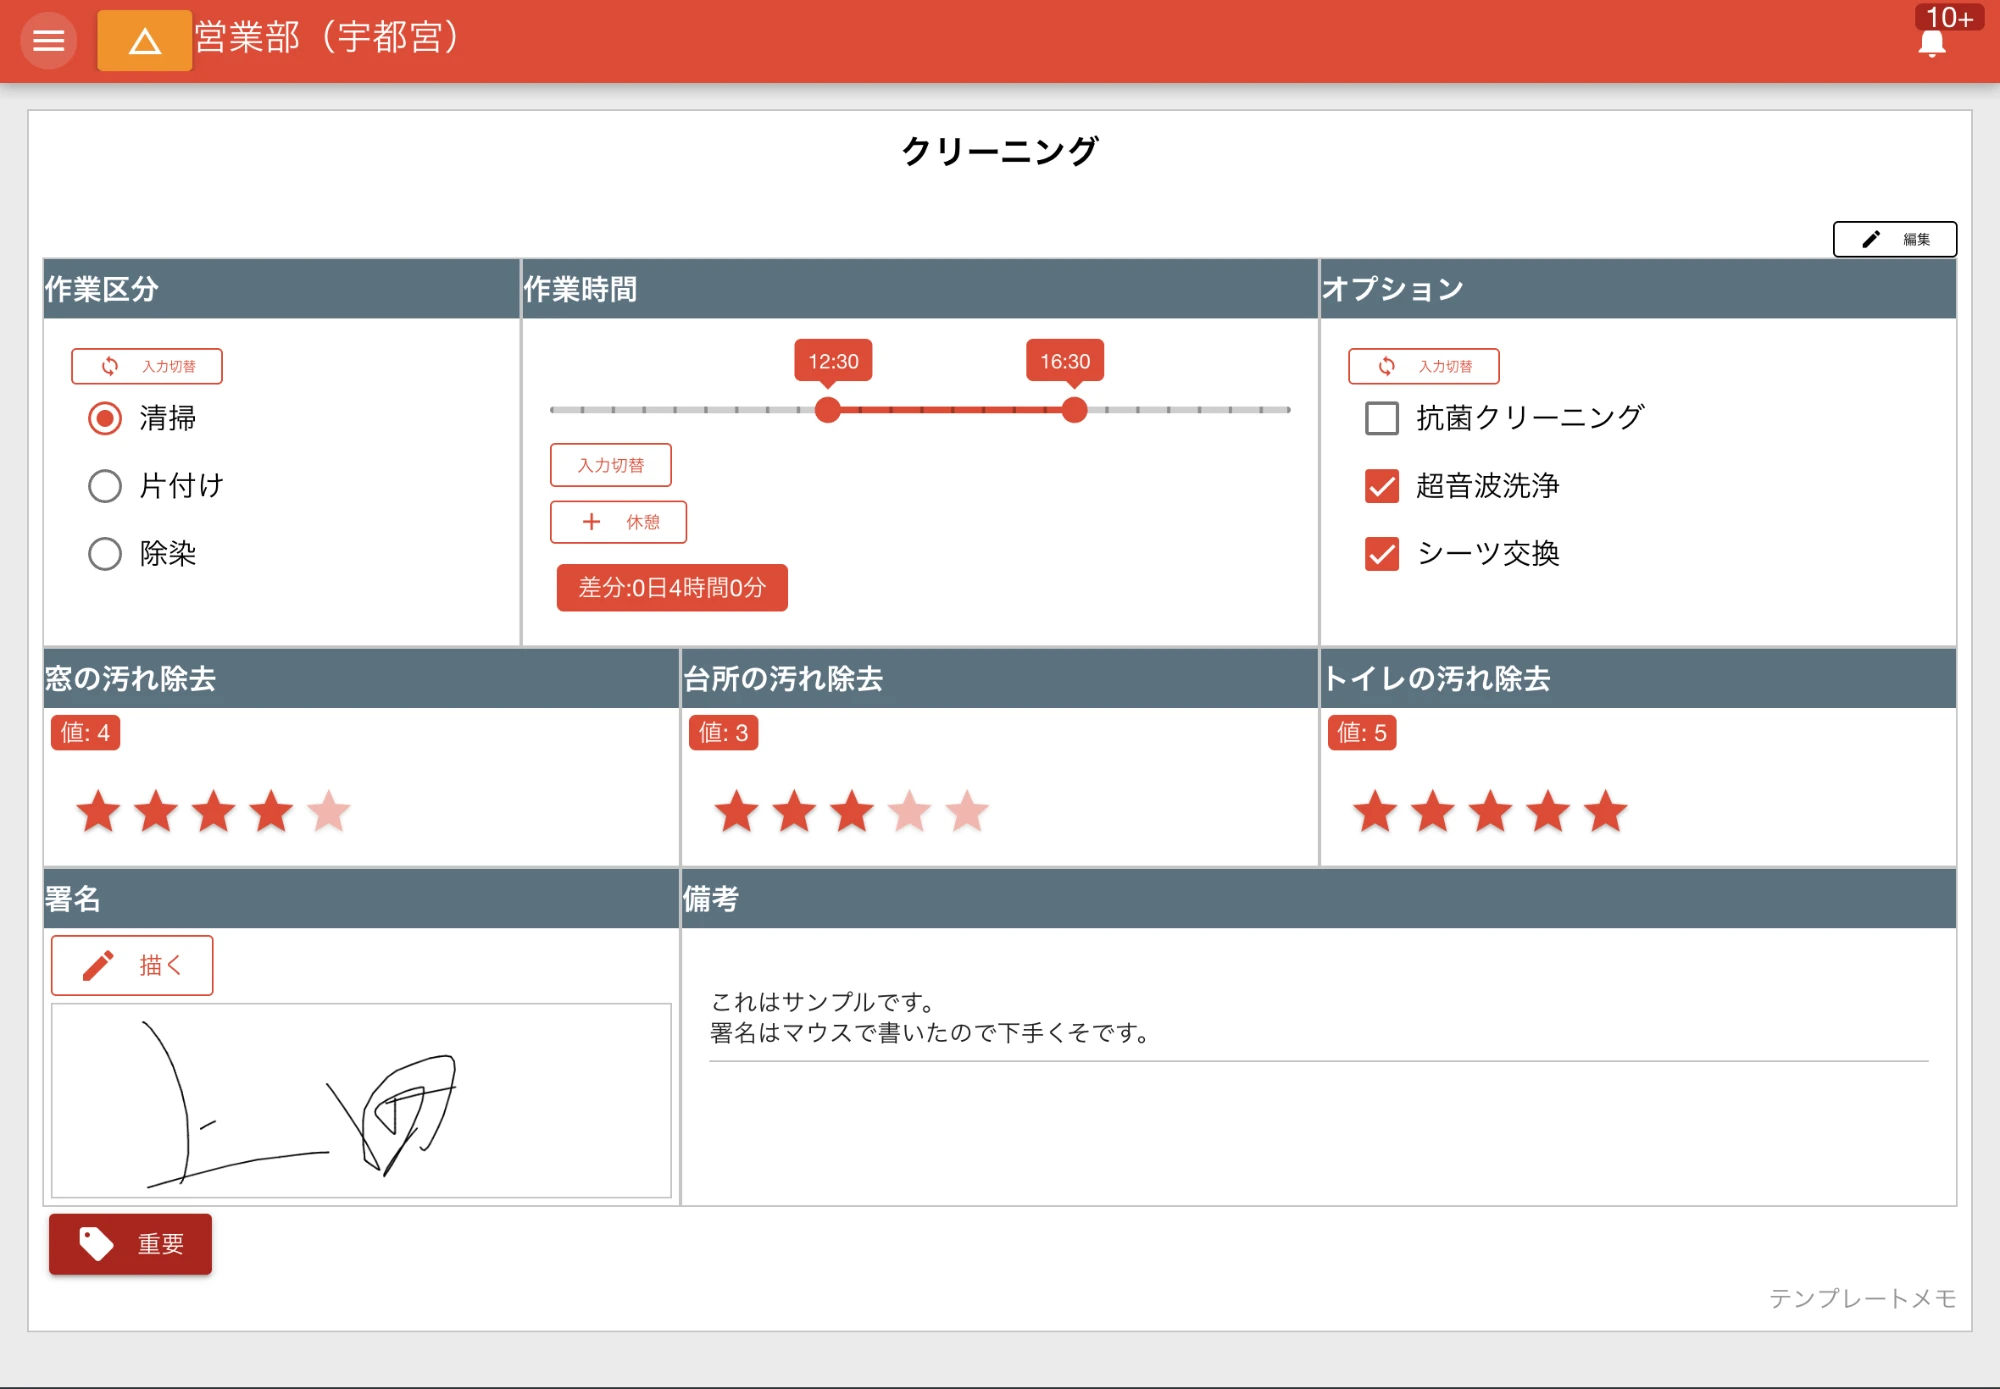 営業部（宇都宮）
10+
クリーニング
編集
作業区分
作業時間
オプション
入力切替
清掃
片付け
除染
12:30
16:30
入力切替
休憩
差分:0日4時間0分
入力切替
抗菌クリーニング
超音波洗浄
シーツ交換
窓の汚れ除去
台所の汚れ除去
トイレの汚れ除去
値: 4
値: 3
値: 5
署名
備考
描く
これはサンプルです。
署名はマウスで書いたので下手くそです。
重要
テンプレートメモ